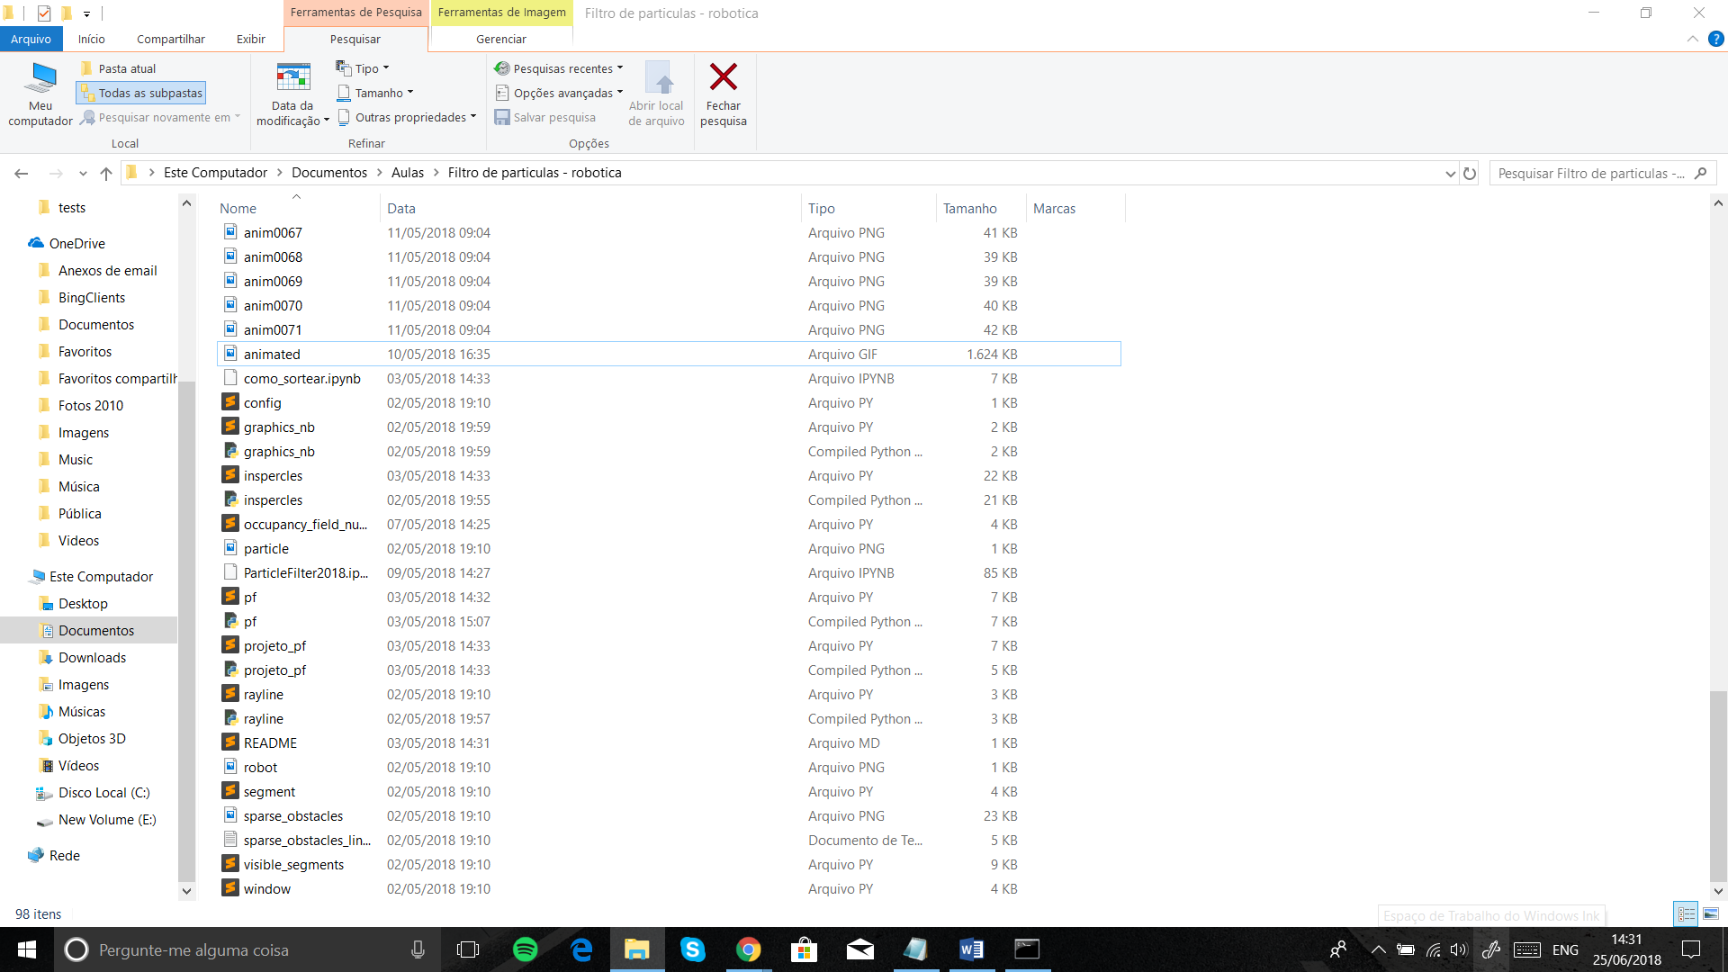 Ferramentas de Pesquisa
Ferramentas de Imagem
Filtro de particulas - robotica
Arquivo
Início
Compartilhar
Exibir
Pesquisar
Gerenciar
Meu computador
Pasta atual
Todas as subpastas
Pesquisar novamente em
Local
Data da modificação
Tipo
Tamanho
Outras propriedades
Refinar
Pesquisas recentes
Opções avançadas
Salvar pesquisa
Abrir local de arquivo
Opções
Fechar pesquisa
Este Computador > Documentos > Aulas > Filtro de particulas - robotica
Pesquisar Filtro de particulas -...
tests
OneDrive
Anexos de email
BingClients
Documentos
Favoritos
Favoritos compartilh
Fotos 2010
Imagens
Music
Música
Pública
Videos
Este Computador
Desktop
Documentos
Downloads
Imagens
Músicas
Objetos 3D
Vídeos
Disco Local (C:)
New Volume (E:)
Rede
Nome Data Tipo Tamanho Marcas
anim0067 11/05/2018 09:04 Arquivo PNG 41 KB
anim0068 11/05/2018 09:04 Arquivo PNG 39 KB
anim0069 11/05/2018 09:04 Arquivo PNG 39 KB
anim0070 11/05/2018 09:04 Arquivo PNG 40 KB
anim0071 11/05/2018 09:04 Arquivo PNG 42 KB
animated 10/05/2018 16:35 Arquivo GIF 1.624 KB
como_sortear.ipynb 03/05/2018 14:33 Arquivo IPYNB 7 KB
config 02/05/2018 19:10 Arquivo PY 1 KB
graphics_nb 02/05/2018 19:59 Arquivo PY 2 KB
graphics_nb 02/05/2018 19:59 Compiled Python ... 2 KB
inspercles 03/05/2018 14:33 Arquivo PY 22 KB
inspercles 02/05/2018 19:55 Compiled Python ... 21 KB
occupancy_field_nu... 07/05/2018 14:25 Arquivo PY 4 KB
particle 02/05/2018 19:10 Arquivo PNG 1 KB
ParticleFilter2018.ip... 09/05/2018 14:27 Arquivo IPYNB 85 KB
pf 03/05/2018 14:32 Arquivo PY 7 KB
pf 03/05/2018 15:07 Compiled Python ... 7 KB
projeto_pf 03/05/2018 14:33 Arquivo PY 7 KB
projeto_pf 03/05/2018 14:33 Compiled Python ... 5 KB
rayline 02/05/2018 19:10 Arquivo PY 3 KB
rayline 02/05/2018 19:57 Compiled Python ... 3 KB
README 03/05/2018 14:31 Arquivo MD 1 KB
robot 02/05/2018 19:10 Arquivo PNG 1 KB
segment 02/05/2018 19:10 Arquivo PY 4 KB
sparse_obstacles 02/05/2018 19:10 Arquivo PNG 23 KB
sparse_obstacles_lin... 02/05/2018 19:10 Documento de Te... 5 KB
visible_segments 02/05/2018 19:10 Arquivo PY 9 KB
window 02/05/2018 19:10 Arquivo PY 4 KB
98 itens
Espaço de Trabalho do Windows Ink
Pergunte-me alguma coisa
ENG
14:31
25/06/2018